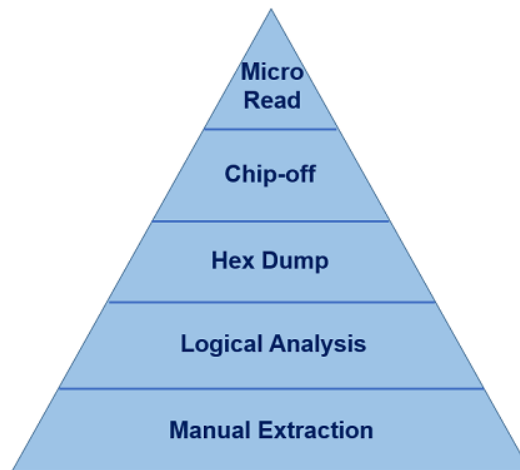 Micro
Read
Chip-off
Hex Dump
Logical Analysis
Manual Extraction